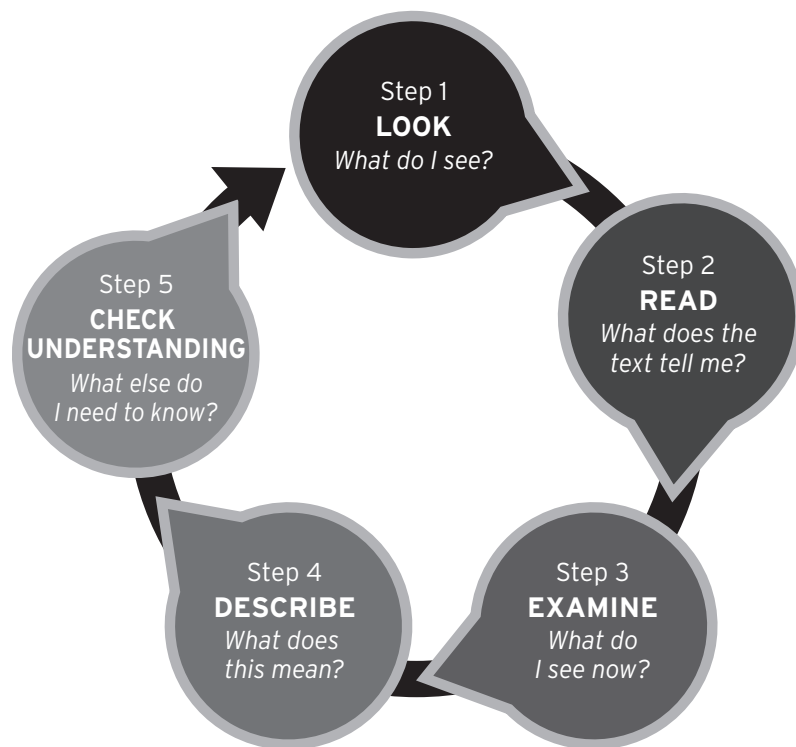 Step 1
LOOK
What do I see?
Step 2
READ
What does the
text tell me?
Step 3
EXAMINE
What do
I see now?
Step 4
DESCRIBE
What does
this mean?
Step 5
CHECK
UNDERSTANDING
What else do
I need to know?